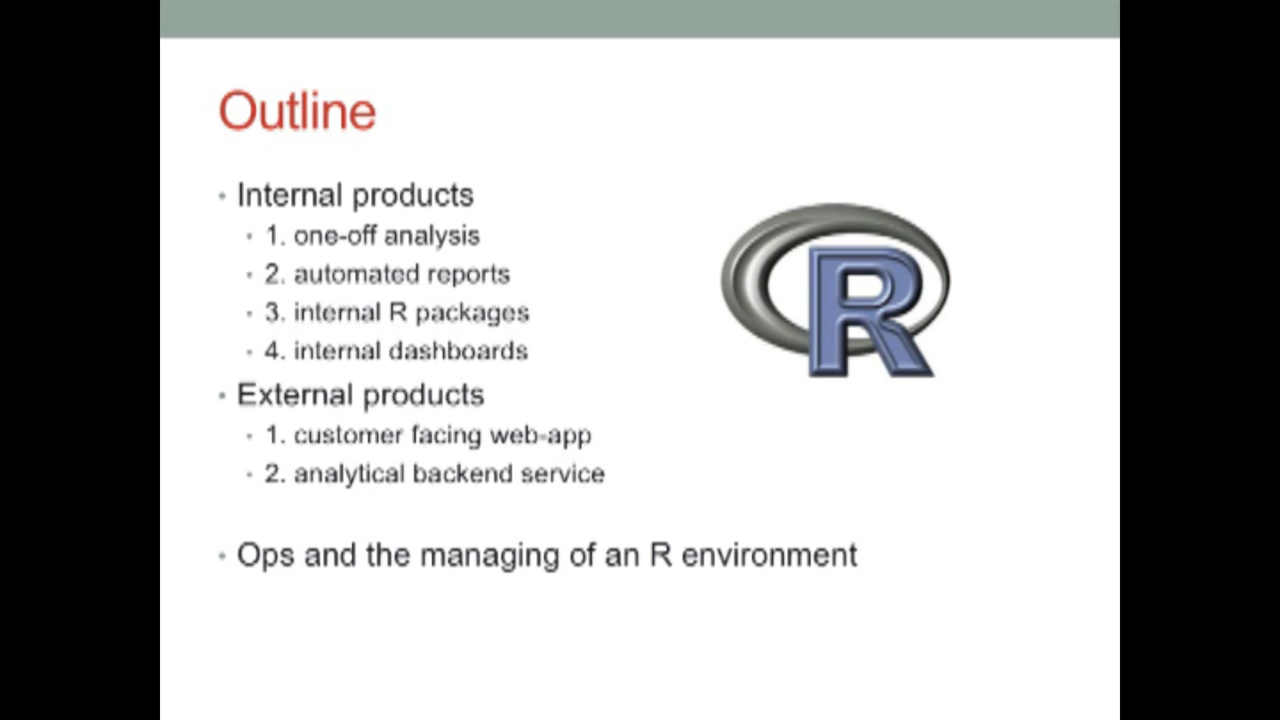 Outline
• Internal products
• 1. one-off analysis
• 2. automated reports
• 3. internal R packages
• 4. internal dashboards
• External products
• 1. customer facing web-app
• 2. analytical backend service
• Ops and the managing of an R environment
R